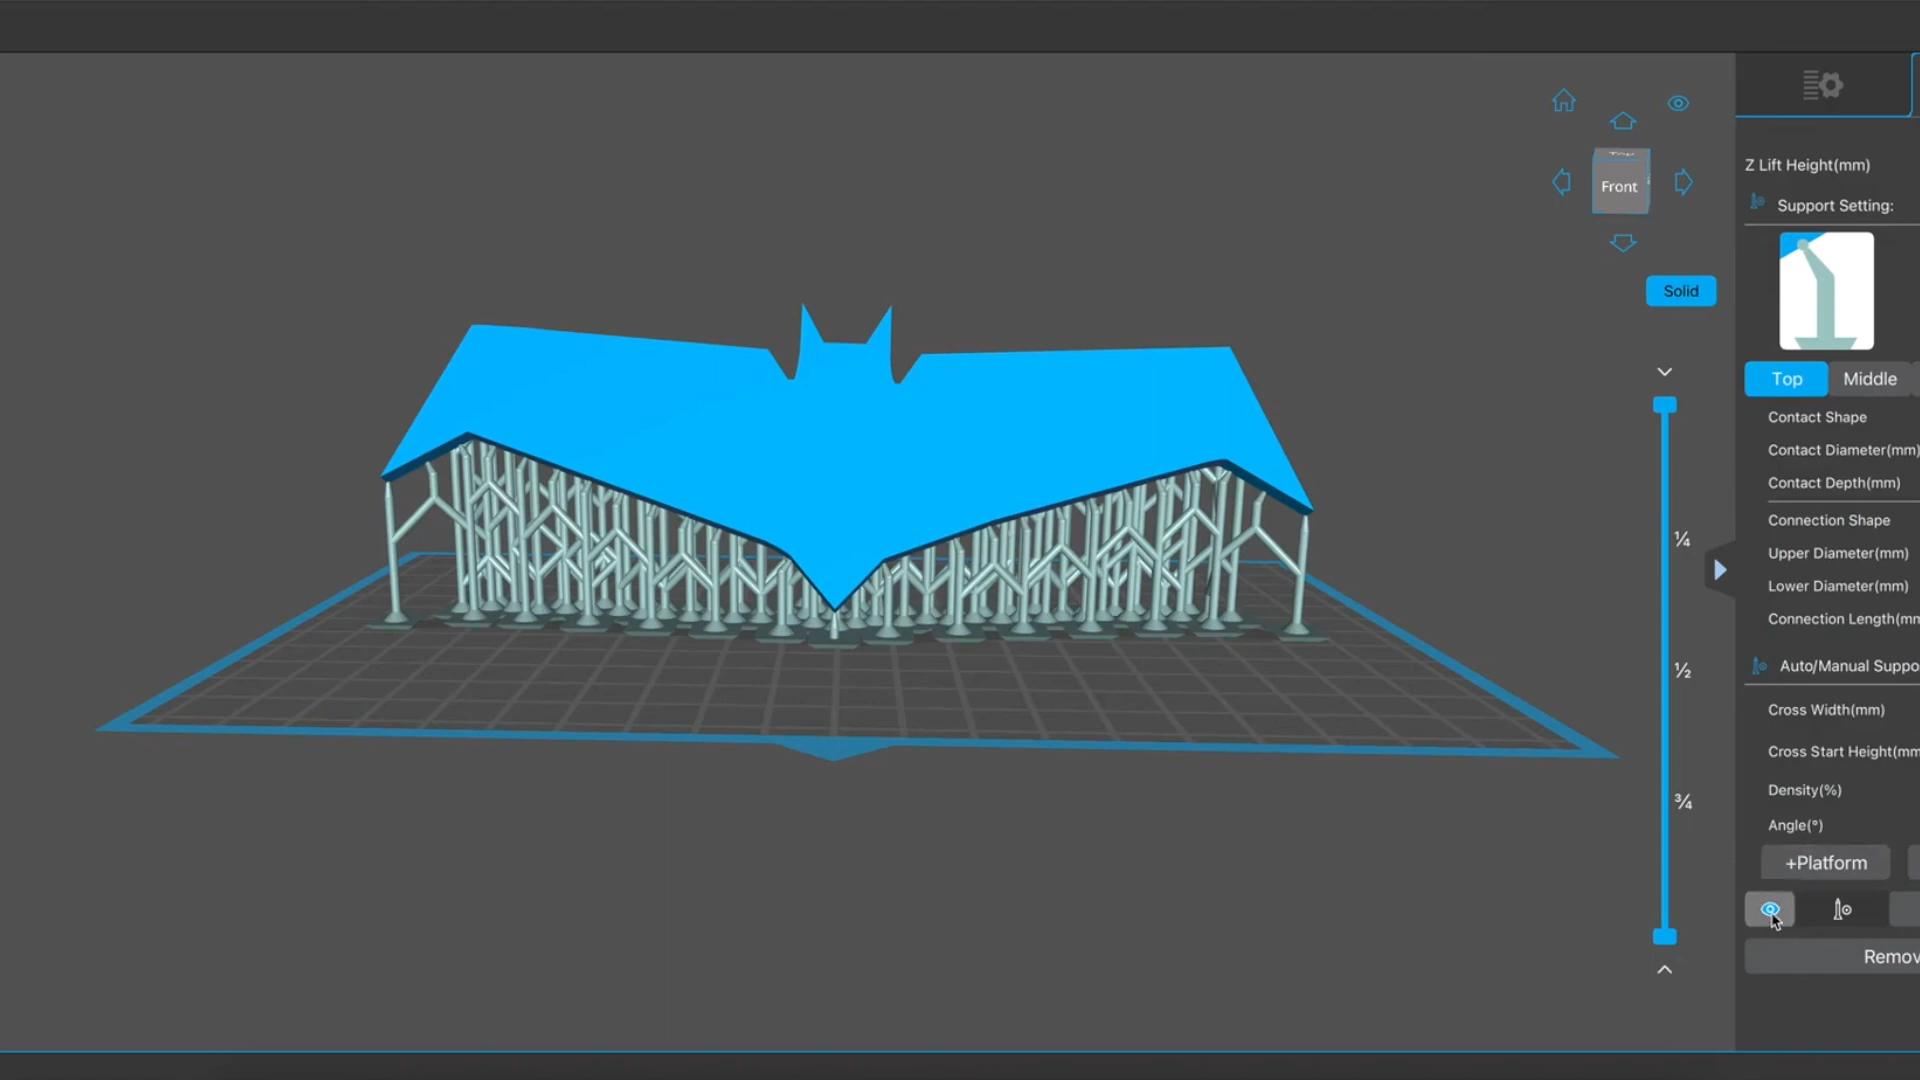 Top
Front
Solid
¼
½
¾
Z Lift Height(mm)
Support Setting:
Top
Middle
Contact Shape
Contact Diameter(mm)
Contact Depth(mm)
Connection Shape
Upper Diameter(mm)
Lower Diameter(mm)
Connection Length(mm
Auto/Manual Suppo
Cross Width(mm)
Cross Start Height(mm
Density(%)
Angle(°)
+Platform
Remov